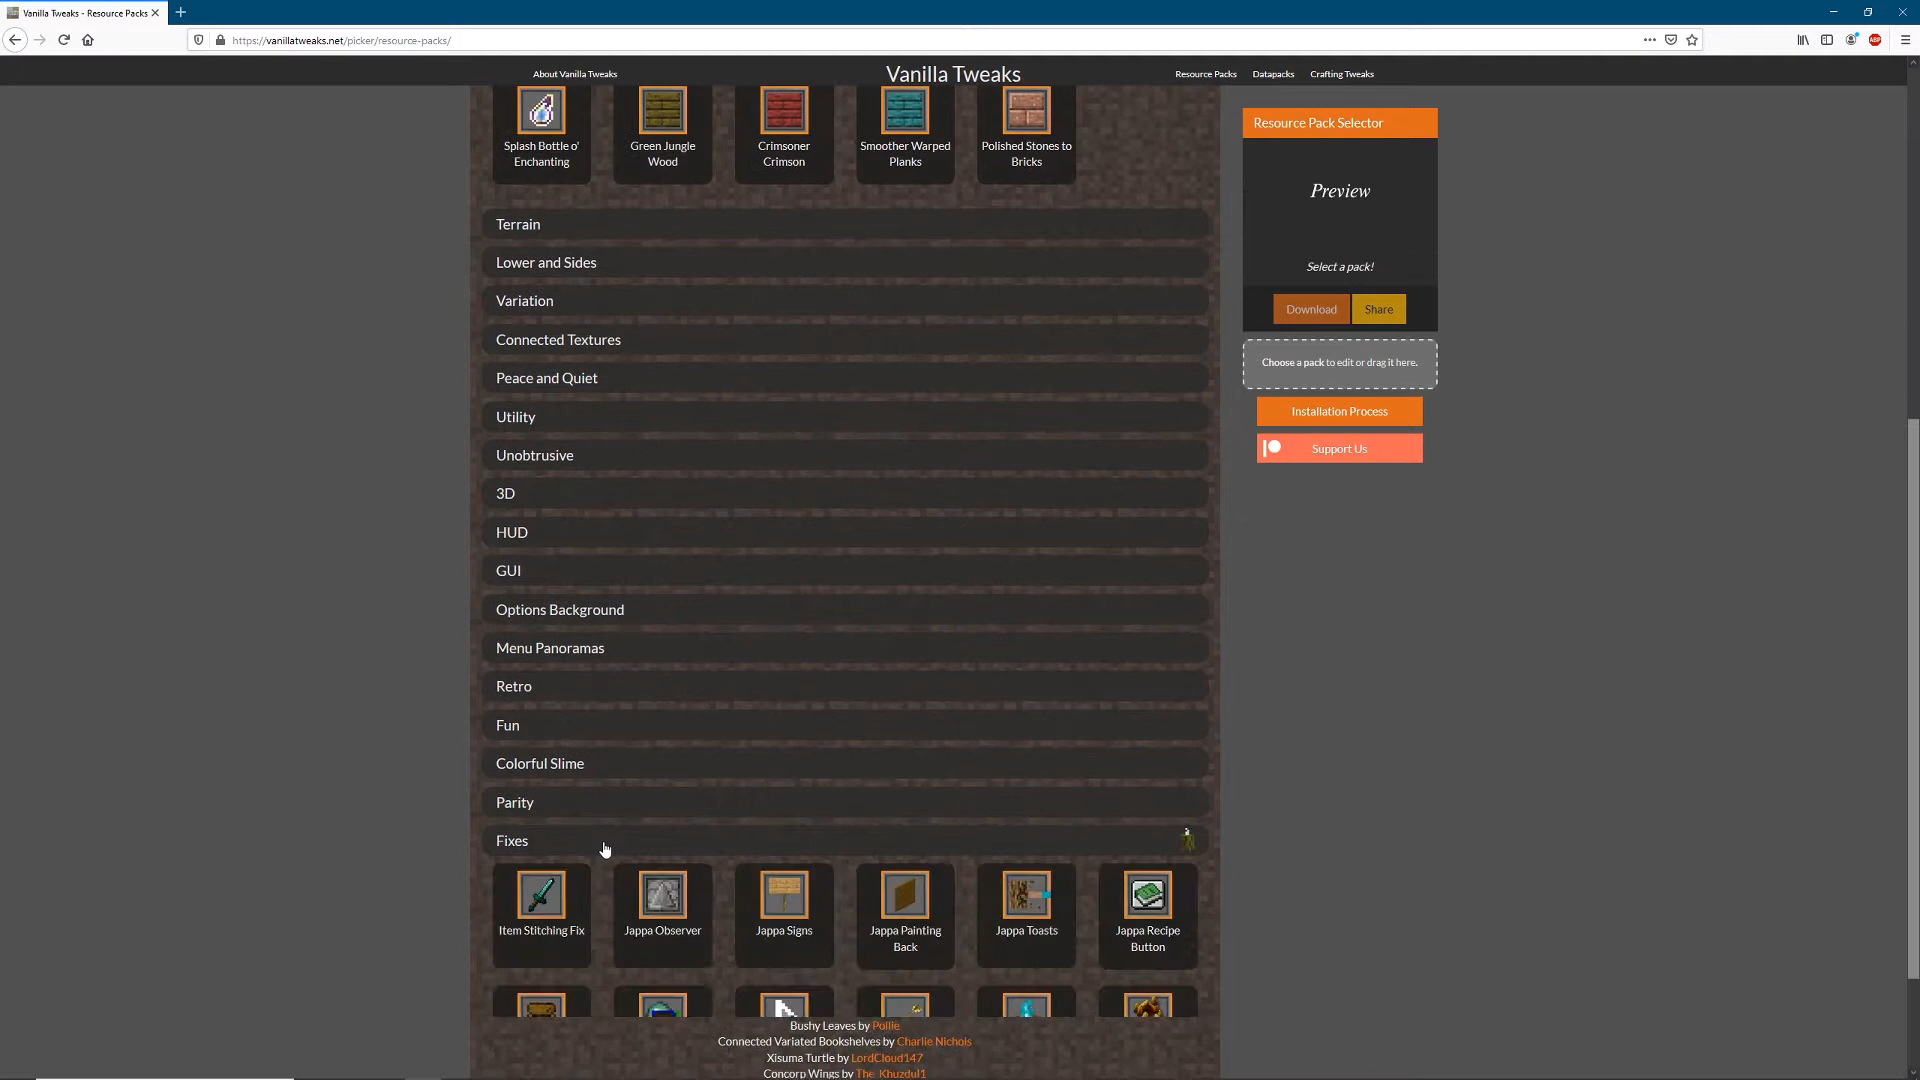 Vanilla Tweaks - Resource Packs
https://vanillatweaks.net/picker/resource-packs/
ABP
About Vanilla Tweaks
Vanilla Tweaks
Resource Packs
Datapacks
Crafting Tweaks
Splash Bottle o'
Enchanting
Green Jungle
Wood
Crimsoner
Crimson
Smoother Warped
Planks
Polished Stones to
Bricks
Terrain
Lower and Sides
Variation
Connected Textures
Peace and Quiet
Utility
Unobtrusive
3D
HUD
GUI
Options Background
Menu Panoramas
Retro
Fun
Colorful Slime
Parity
Fixes
Item Stitching Fix
Jappa Observer
Jappa Signs
Jappa Painting
Back
Jappa Toasts
Jappa Recipe
Button
Bushy Leaves by Pollie
Connected Variated Bookshelves by Charlie Nichols
Xisuma Turtle by LordCloud147
Concorp Wings by The_Khuzdul1
Resource Pack Selector
Preview
Select a pack!
Download
Share
Choose a pack to edit or drag it here.
Installation Process
Support Us